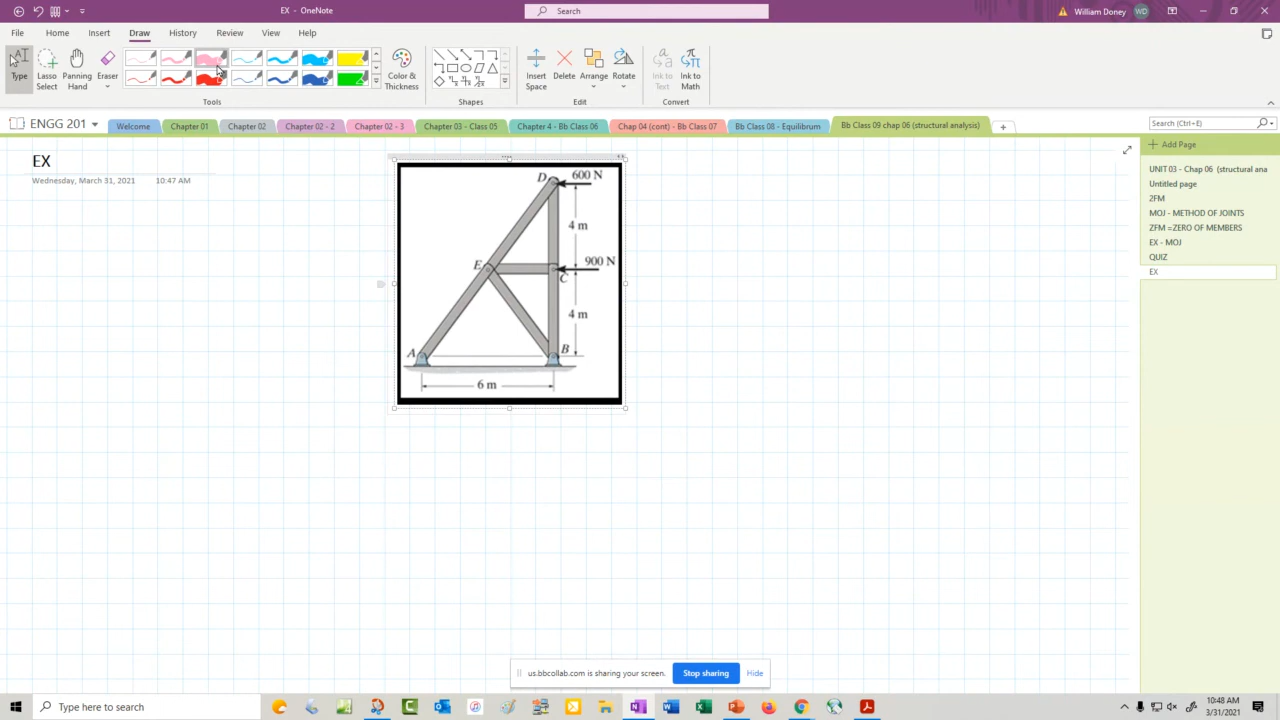 EX - OneNote
Search
William Doney
WD
File
Home
Insert
Draw
History
Review
View
Help
Type
Lasso Select
Panning Hand
Eraser
Color & Thickness
Insert Space
Delete
Arrange
Rotate
Ink to Text
Ink to Math
Tools
Shapes
Edit
Convert
ENGG 201
Welcome
Chapter 01
Chapter 02
Chapter 02 - 2
Chapter 02 - 3
Chapter 03 - Class 05
Chapter 4 - Bb Class 06
Chap 04 (cont) - Bb Class 07
Bb Class 08 - Equilibrum
Bb Class 09 chap 06 (structural analysis)
Search (Ctrl+E)
EX
Wednesday, March 31, 2021 10:47 AM
D
600 N
4 m
E
900 N
C
4 m
A
B
6 m
Add Page
UNIT 03 - Chap 06 (structural ana
Untitled page
2FM
MOJ - METHOD OF JOINTS
ZFM =ZERO OF MEMBERS
EX - MOJ
QUIZ
EX
us.bbcollab.com is sharing your screen.
Stop sharing
Hide
Type here to search
10:48 AM
3/31/2021